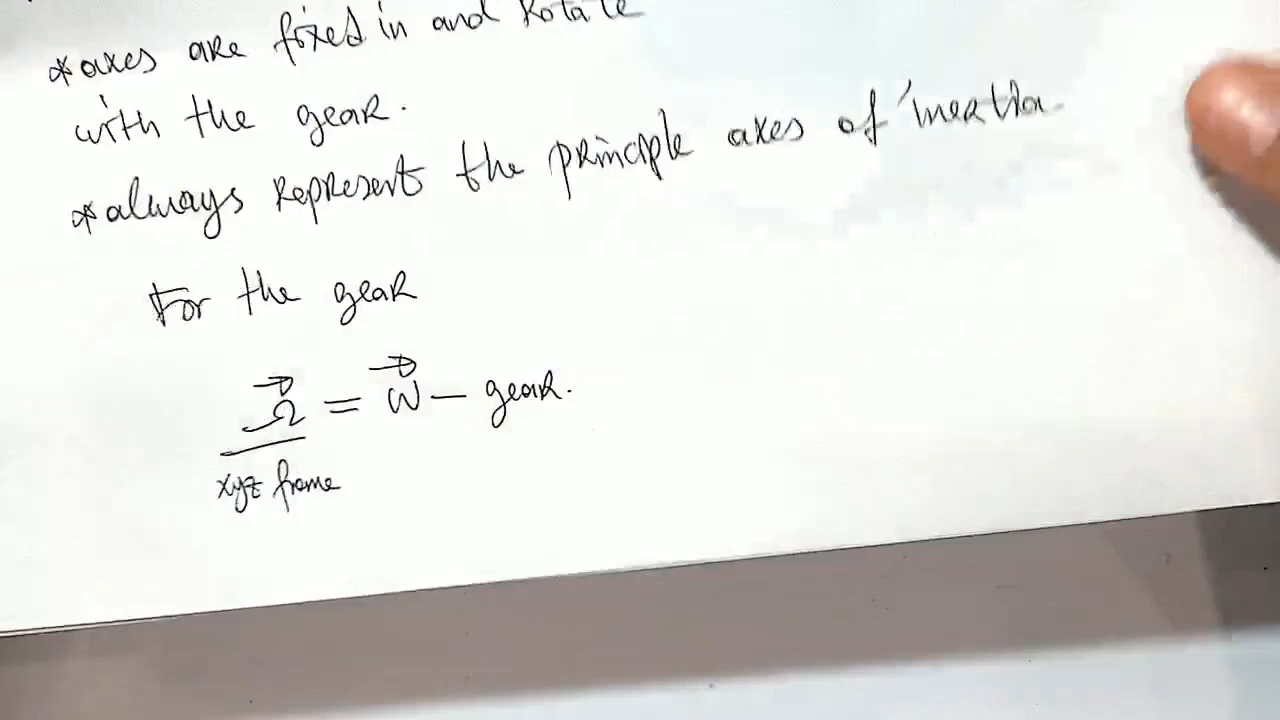 *axes are fixed in and rotate
with the gear.
*always represent the principle axes of inertia
For the gear
Ω⃗ = ω⃗ – gear.
xyz frame